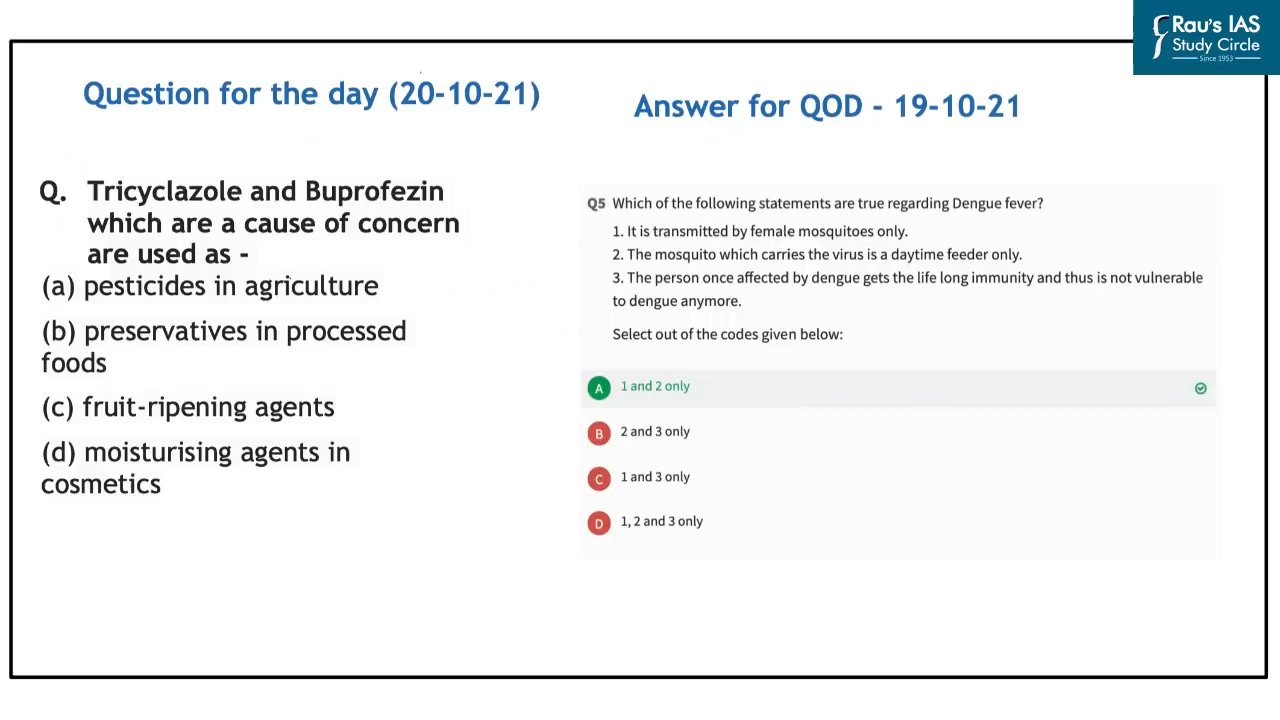 Rau's IAS
Study Circle
Since 1953
Question for the day (20-10-21)
Q. Tricyclazole and Buprofezin
which are a cause of concern
are used as -
(a) pesticides in agriculture
(b) preservatives in processed
foods
(c) fruit-ripening agents
(d) moisturising agents in
cosmetics
Answer for QOD - 19-10-21
Q5 Which of the following statements are true regarding Dengue fever?
1. It is transmitted by female mosquitoes only.
2. The mosquito which carries the virus is a daytime feeder only.
3. The person once affected by dengue gets the life long immunity and thus is not vulnerable
to dengue anymore.
Select out of the codes given below:
A 1 and 2 only
B 2 and 3 only
C 1 and 3 only
D 1, 2 and 3 only